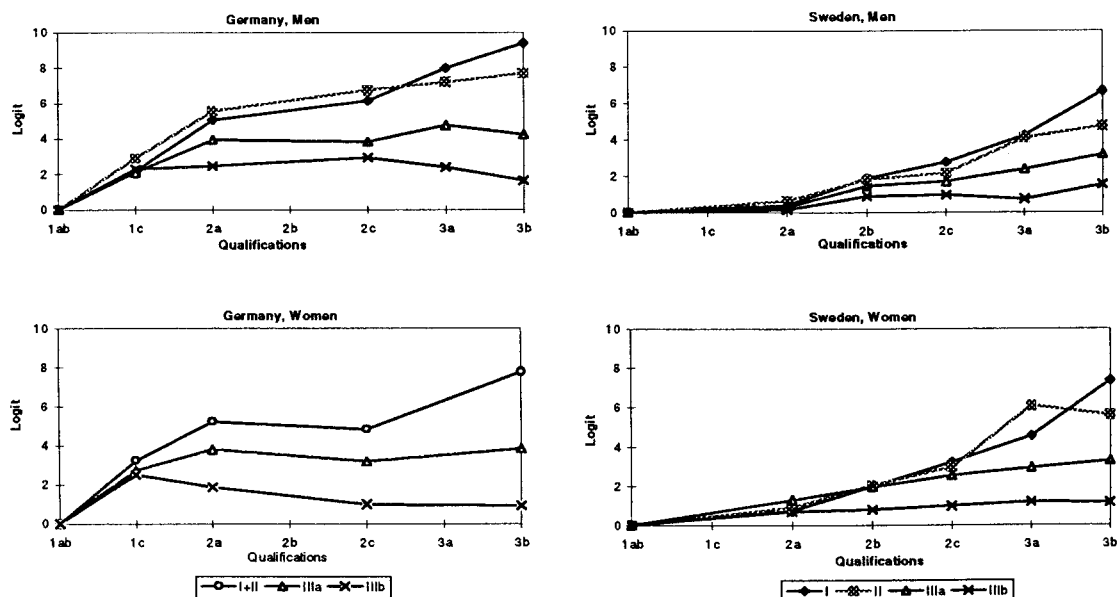 Germany, Men
10
8
6
4
2
0
Logit
1ab 1c 2a 2b 2c 3a 3b
Qualifications
Sweden, Men
10
8
6
4
2
0
Logit
1ab 1c 2a 2b 2c 3a 3b
Qualifications
Germany, Women
10
8
6
4
2
0
Logit
1ab 1c 2a 2b 2c 3a 3b
Qualifications
I+II IIIa IIIb
Sweden, Women
10
8
6
4
2
0
Logit
1ab 1c 2a 2b 2c 3a 3b
Qualifications
I II IIIa IIIb